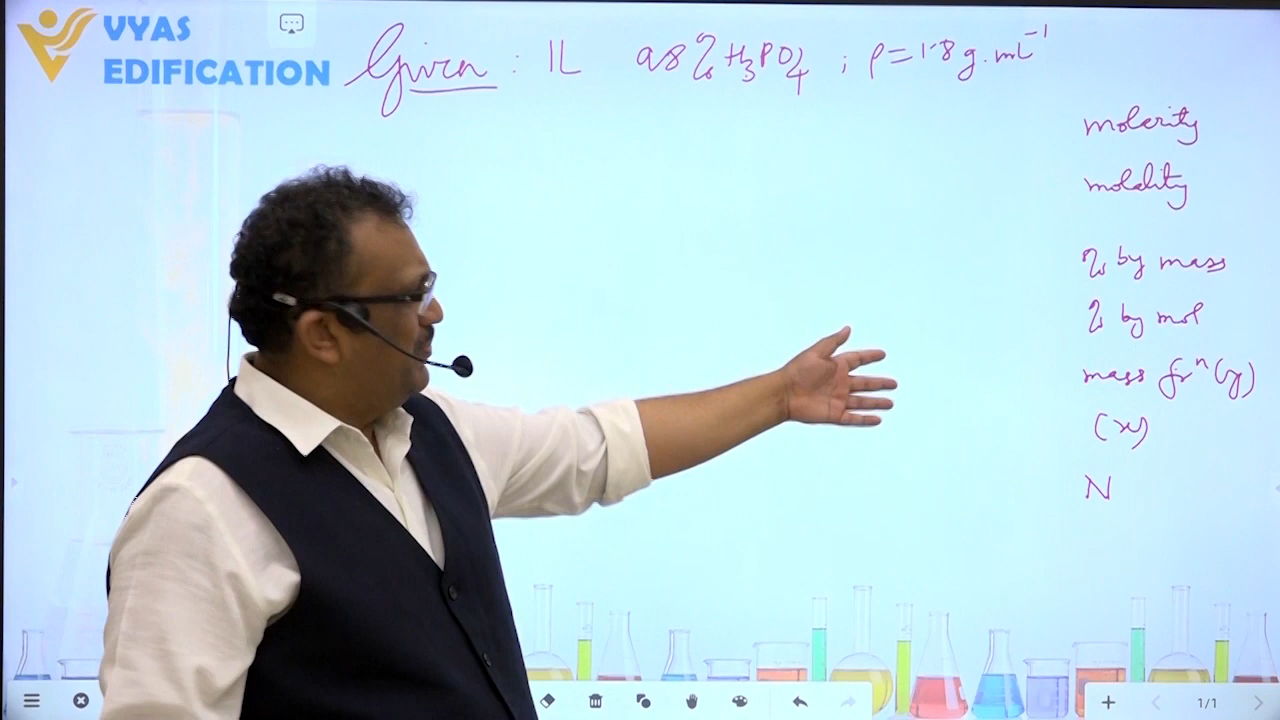 VYAS
EDIFICATION
Given : 1L 98% H₃PO₄ ; ρ = 1.8 g.ml⁻¹
molarity
molality
% by mass
% by mol
mass frⁿ (y)
(x)
N
1/1